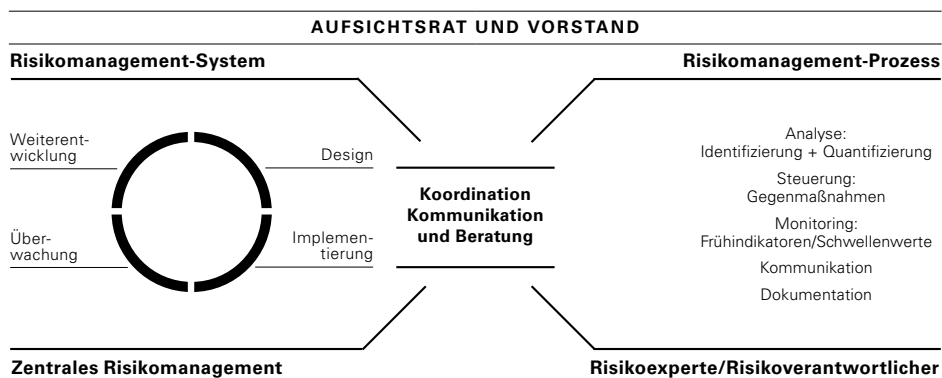 AUFSICHTSRAT UND VORSTAND
Risikomanagement-System
Risikomanagement-Prozess
Weiterent-
wicklung
Design
Über-
wachung
Implemen-
tierung
Koordination
Kommunikation
und Beratung
Analyse:
Identifizierung + Quantifizierung
Steuerung:
Gegenmaßnahmen
Monitoring:
Frühindikatoren/Schwellenwerte
Kommunikation
Dokumentation
Zentrales Risikomanagement
Risikoexperte/Risikoverantwortlicher